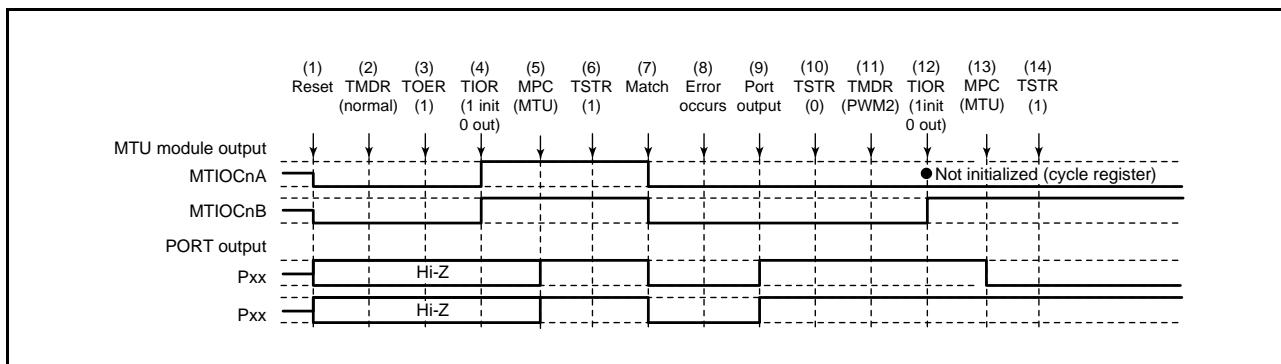 (1) (2) (3) (4) (5) (6) (7) (8) (9) (10) (11) (12) (13) (14)
Reset TMDR TOER TIOR MPC TSTR Match Error Port TSTR TMDR TIOR MPC TSTR
(normal) (1) (1 init (MTU) (1) occurs output (0) (PWM2) (1init (MTU) (1)
0 out) 0 out)
MTU module output
MTIOCnA Not initialized (cycle register)
MTIOCnB
PORT output
Pxx Hi-Z
Pxx Hi-Z